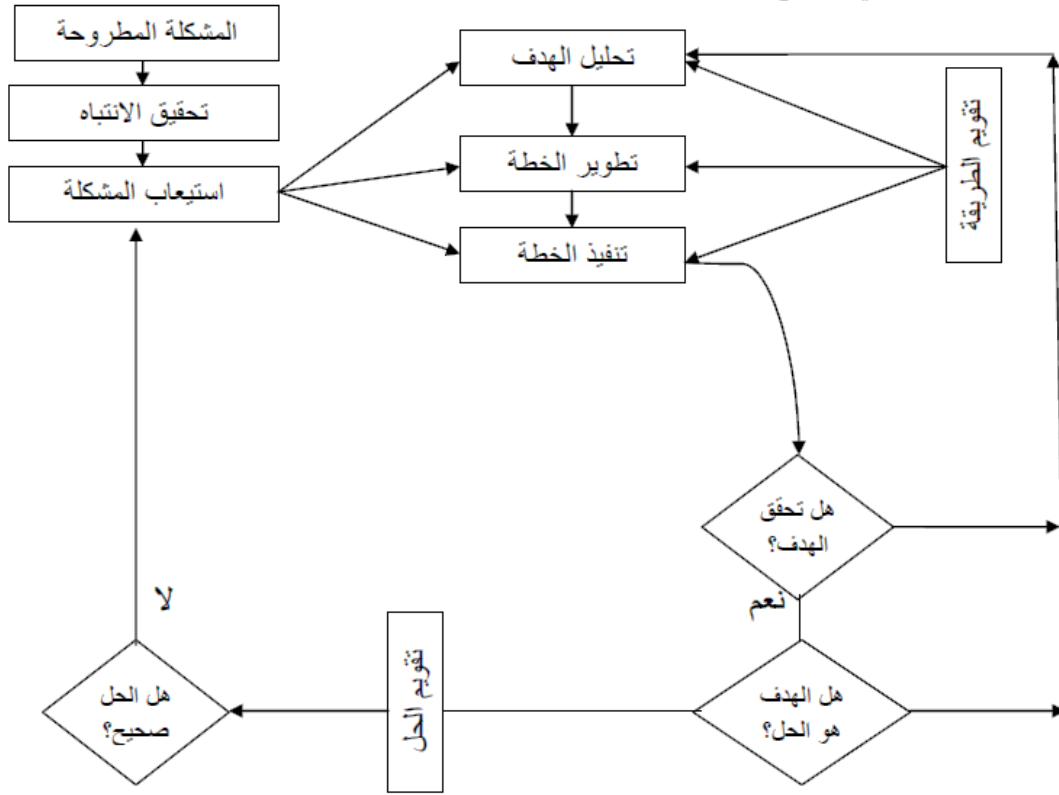 المشكلة المطروحة
تحقيق الانتباه
استيعاب المشكلة
تحليل الهدف
تطوير الخطة
تنفيذ الخطة
تقويم الطريقة
هل تحقق
الهدف؟
نعم
هل الهدف
هو الحل؟
تقويم الحل
لا
هل الحل
صحيح؟